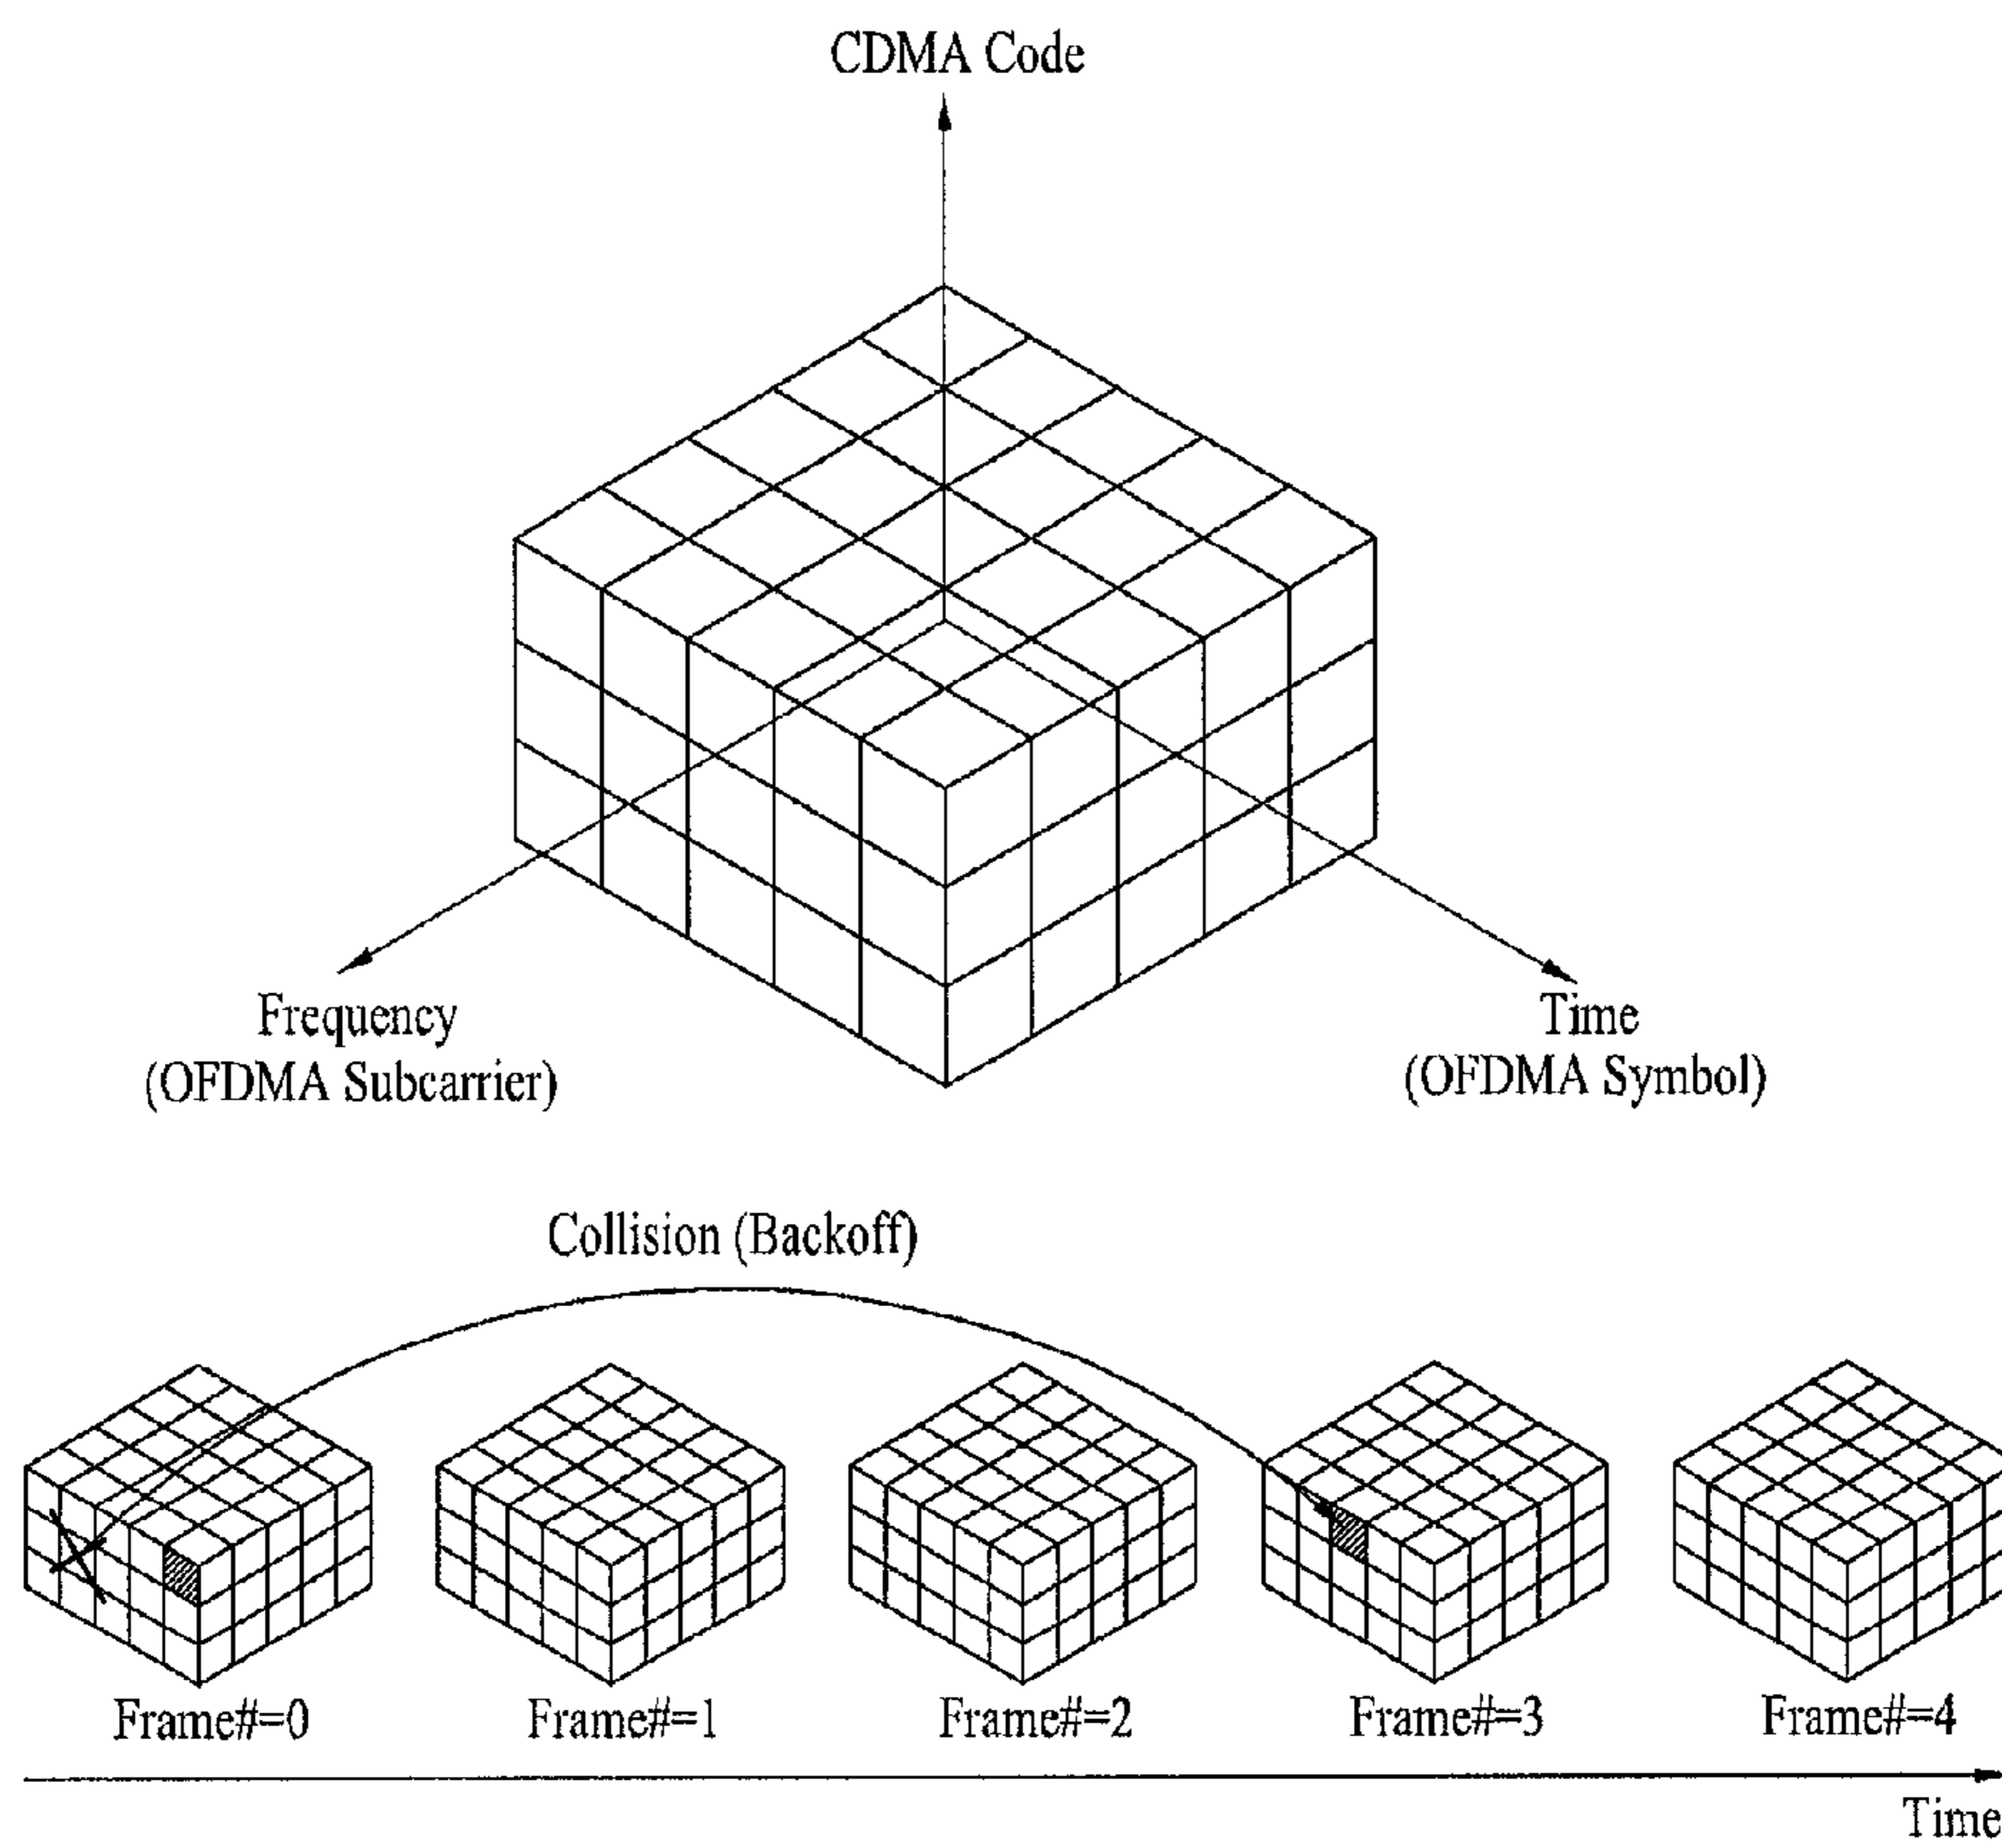 CDMA Code
Frequency
(OFDMA Subcarrier)
Time
(OFDMA Symbol)
Collision (Backoff)
Frame#=0
Frame#=1
Frame#=2
Frame#=3
Frame#=4
Time